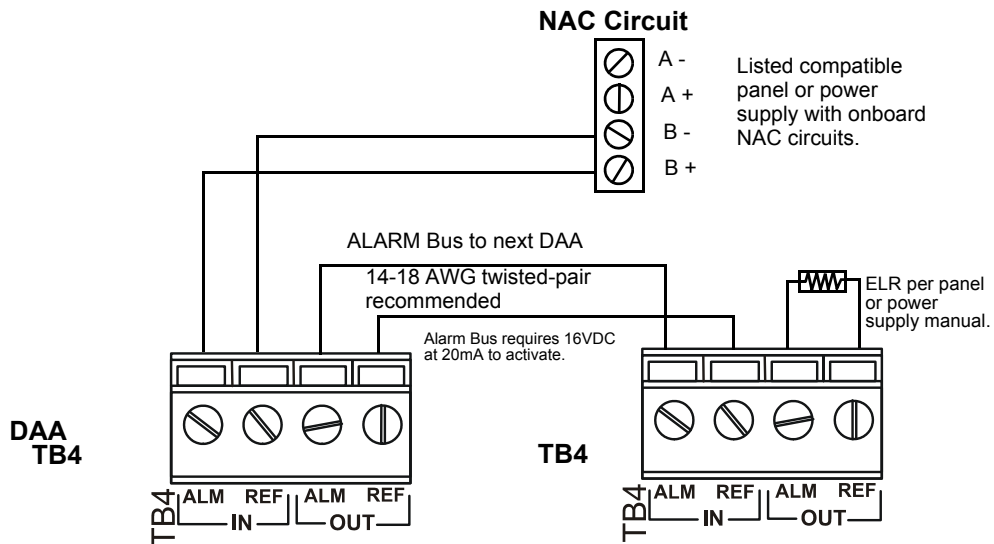 NAC Circuit
A -
A +
B -
B +
Listed compatible
panel or power
supply with onboard
NAC circuits.
ALARM Bus to next DAA
14-18 AWG twisted-pair
recommended
Alarm Bus requires 16VDC
at 20mA to activate.
ELR per panel
or power
supply manual.
DAA
TB4
TB4
ALM REF ALM REF
IN OUT
TB4
TB4
ALM REF ALM REF
IN OUT